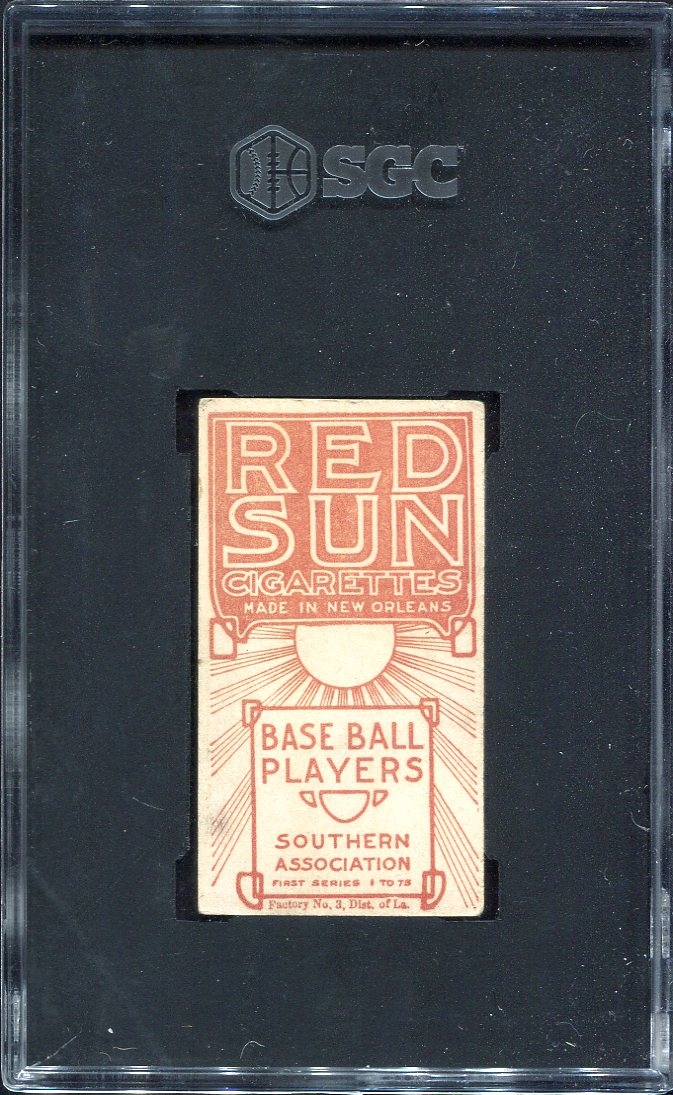 SGC
RED
SUN
CIGARETTES
MADE IN NEW ORLEANS
BASE BALL
PLAYERS
SOUTHERN
ASSOCIATION
FIRST SERIES 1 TO 75
Factory No. 3, Dist. of La.